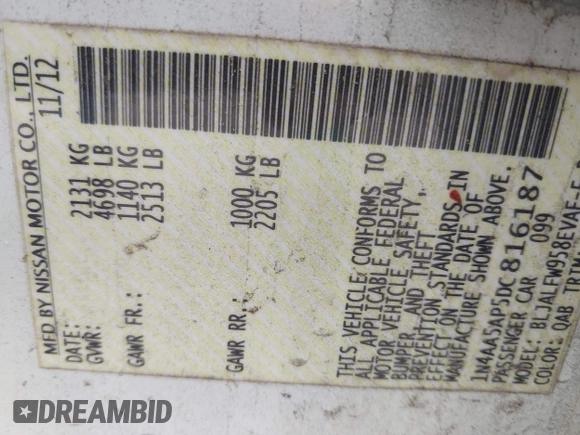 MFD BY NISSAN MOTOR CO., LTD.
DATE: 11/12
GVWR: 2131 KG
4698 LB
GAWR FR.: 1140 KG
2513 LB
GAWR RR.: 1000 KG
2205 LB
THIS VEHICLE CONFORMS TO
ALL APPLICABLE FEDERAL
MOTOR VEHICLE SAFETY,
BUMPER, AND THEFT
PREVENTION STANDARDS IN
EFFECT ON THE DATE OF
MANUFACTURE SHOWN ABOVE.
1N4AA5AP5DC816187
PASSENGER CAR 099
MODEL: BLJALFW958EVAE-E
COLOR: QAB TRIM
DREAMBID